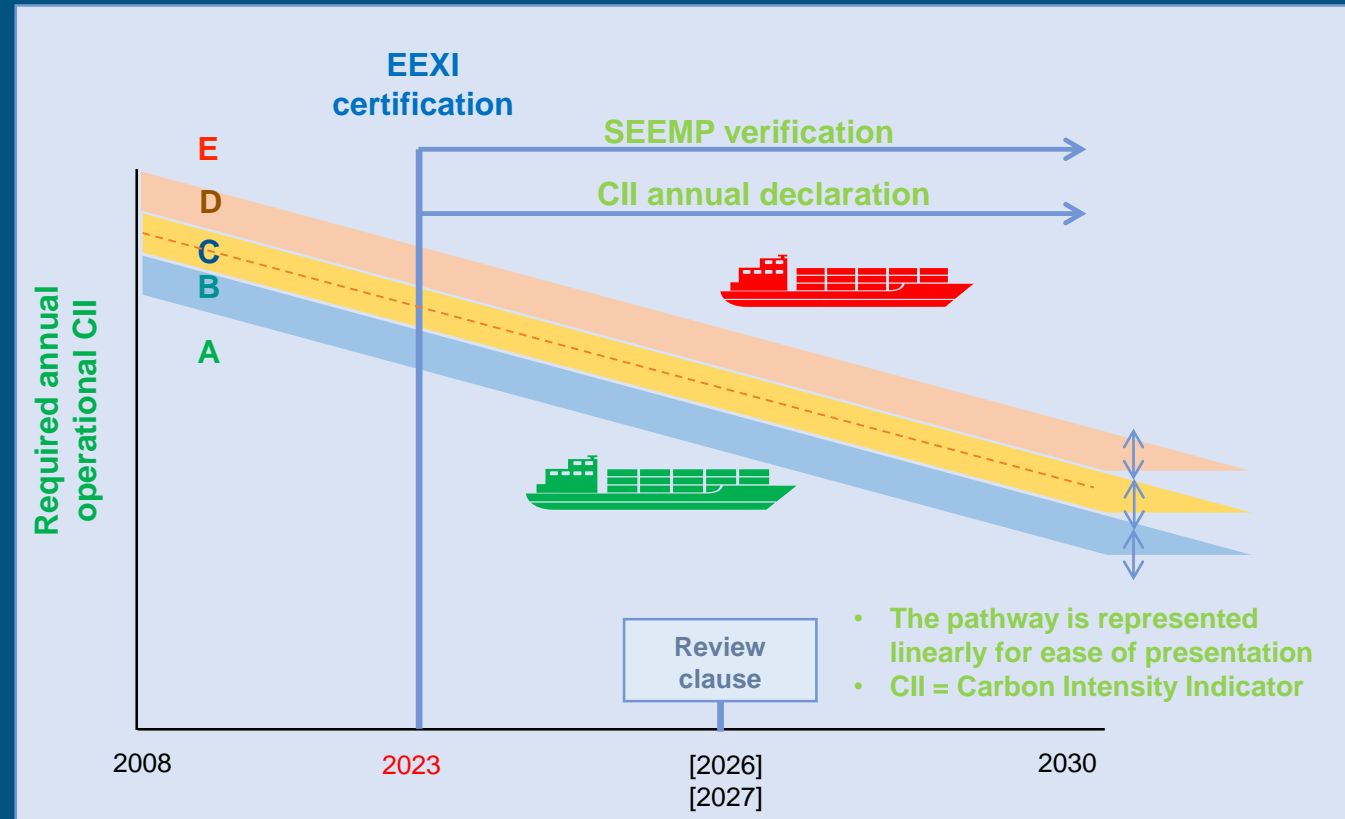 EEXI
certification
SEEMP verification
CII annual declaration
E
D
C
B
A
Required annual
operational CII
Review
clause
• The pathway is represented
linearly for ease of presentation
• CII = Carbon Intensity Indicator
2008
2023
[2026]
[2027]
2030